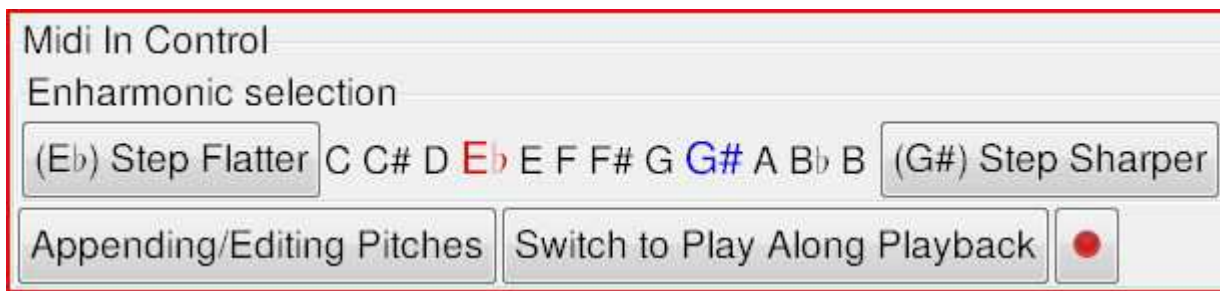 Midi In Control
Enharmonic selection
(E♭) Step Flatter C C# D E♭ E F F# G G# A B♭ B (G#) Step Sharper
Appending/Editing Pitches Switch to Play Along Playback